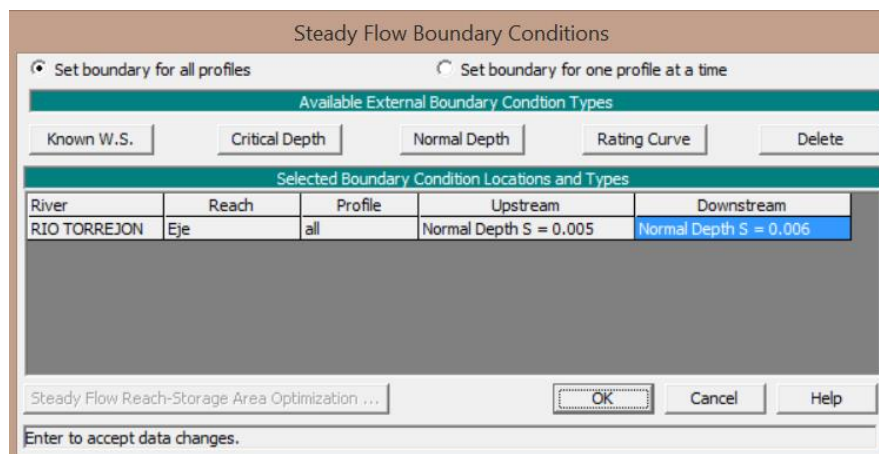 Steady Flow Boundary Conditions
Set boundary for all profiles Set boundary for one profile at a time
Available External Boundary Condtion Types
Known W.S. Critical Depth Normal Depth Rating Curve Delete
Selected Boundary Condition Locations and Types
River Reach Profile Upstream Downstream
RIO TORREJON Eje all Normal Depth S = 0.005 Normal Depth S = 0.006
Steady Flow Reach-Storage Area Optimization ... OK Cancel Help
Enter to accept data changes.